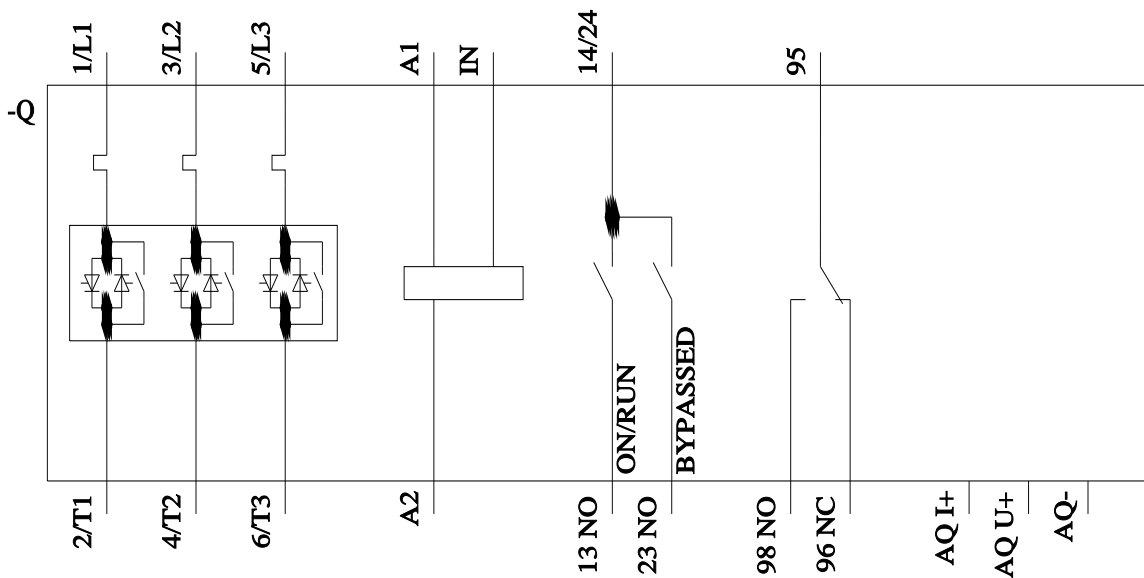 1/L1
3/L2
5/L3
A1
IN
14/24
95
-Q
ON/RUN
BYPASSED
2/T1
4/T2
6/T3
A2
13 NO
23 NO
98 NO
96 NC
AQ I+
AQ U+
AQ-